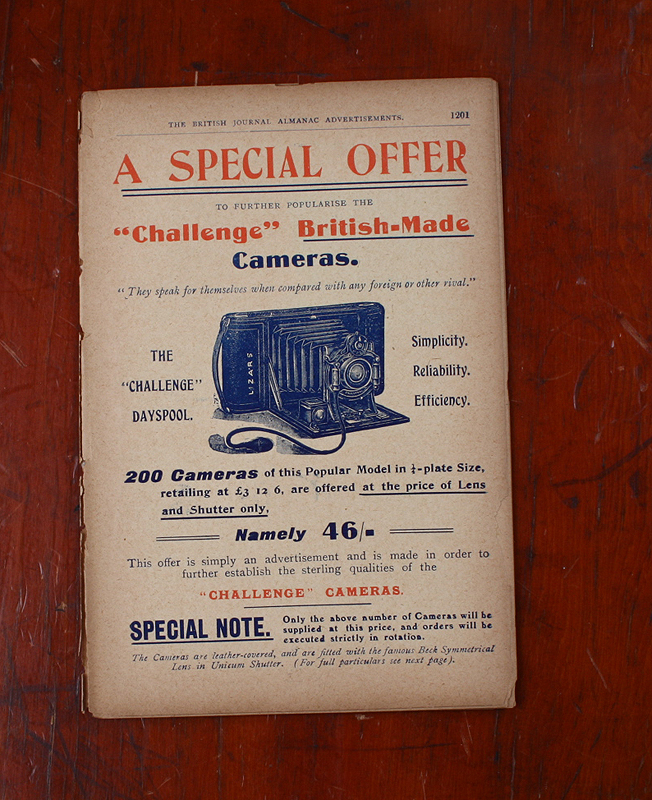 THE BRITISH JOURNAL ALMANAC ADVERTISEMENTS. 1201
A SPECIAL OFFER
TO FURTHER POPULARISE THE
“Challenge” British-Made
Cameras.
“They speak for themselves when compared with any foreign or other rival.”
THE
“CHALLENGE”
DAYSPOOL.
LIZARS
Simplicity.
Reliability.
Efficiency.
200 Cameras of this Popular Model in ¼-plate Size,
retailing at £3 12 6, are offered at the price of Lens
and Shutter only,
Namely 46/-
This offer is simply an advertisement and is made in order to
further establish the sterling qualities of the
“CHALLENGE” CAMERAS.
SPECIAL NOTE.
Only the above number of Cameras will be
supplied at this price, and orders will be
executed strictly in rotation.
The Cameras are leather-covered, and are fitted with the famous Beck Symmetrical
Lens in Unicum Shutter. (For full particulars see next page).